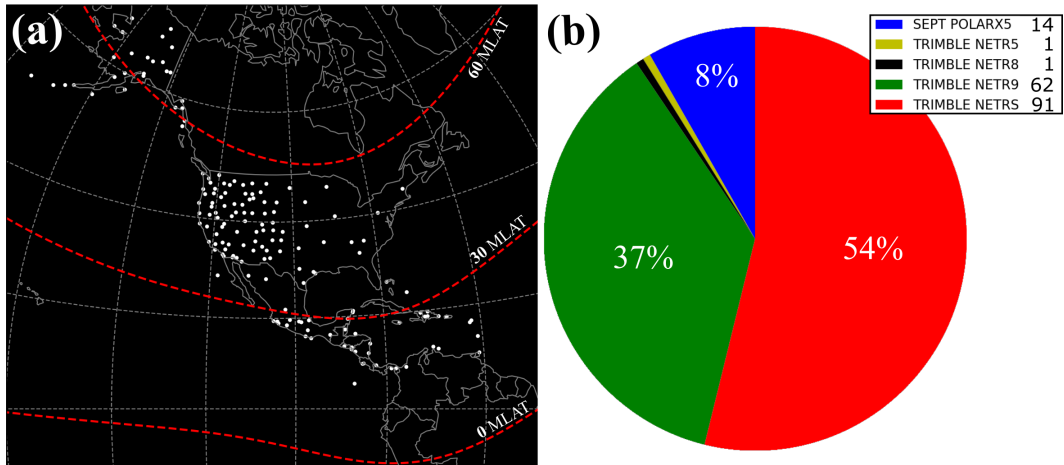 (a)
60 MLAT
30 MLAT
0 MLAT
(b)
SEPT POLARX5 14
TRIMBLE NETR5 1
TRIMBLE NETR8 1
TRIMBLE NETR9 62
TRIMBLE NETRS 91
8%
37%
54%